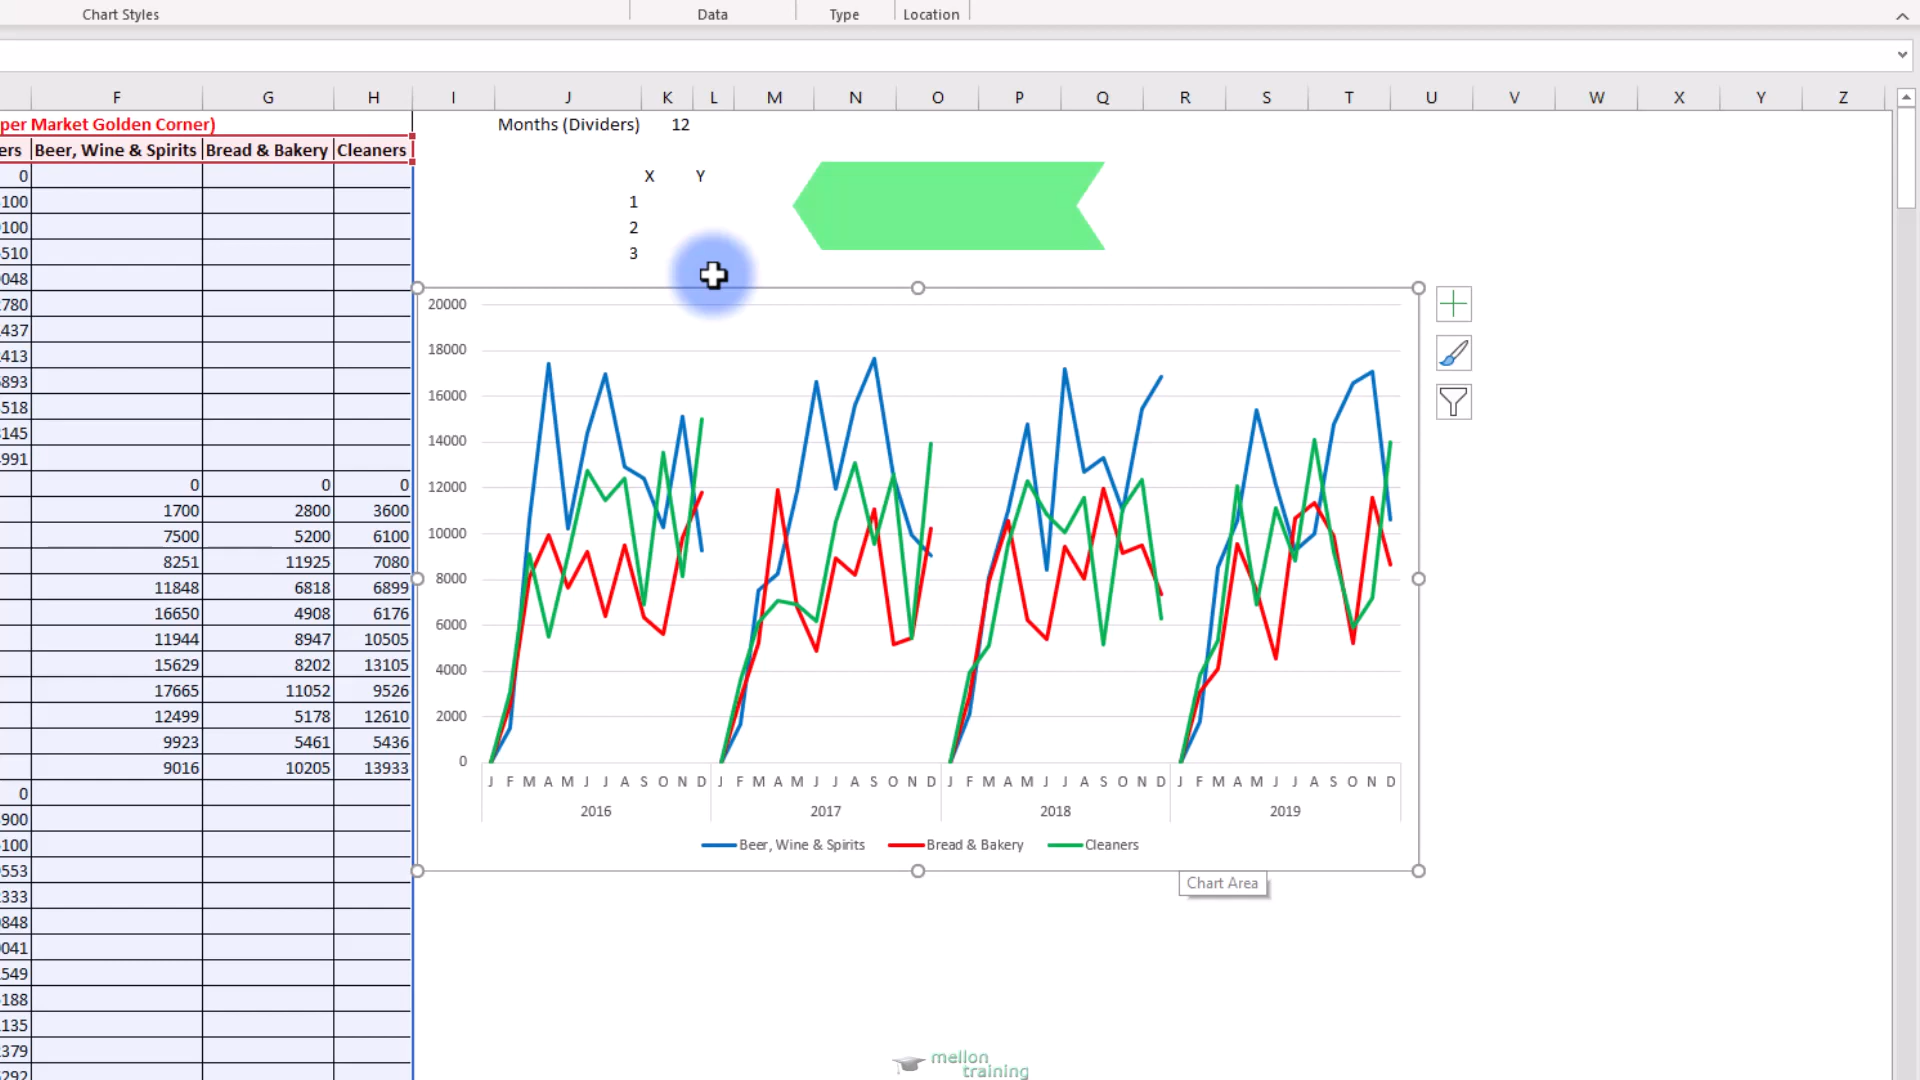 Chart Styles Data Type Location
F G H I J K L M N O P Q R S T U V W X Y Z
per Market Golden Corner) Months (Dividers) 12
ers Beer, Wine & Spirits Bread & Bakery Cleaners
0 X Y
100 1
100 2
510 3
048
780
437
413
893
518
145
991
0 0 0
1700 2800 3600
7500 5200 6100
8251 11925 7080
11848 6818 6899
16650 4908 6176
11944 8947 10505
15629 8202 13105
17665 11052 9526
12499 5178 12610
9923 5461 5436
9016 10205 13933
0
900
100
553
333
848
041
549
188
135
379
292
20000
18000
16000
14000
12000
10000
8000
6000
4000
2000
0
J F M A M J J A S O N D J F M A M J J A S O N D J F M A M J J A S O N D J F M A M J J A S O N D
2016 2017 2018 2019
Beer, Wine & Spirits Bread & Bakery Cleaners
Chart Area
mellon
training